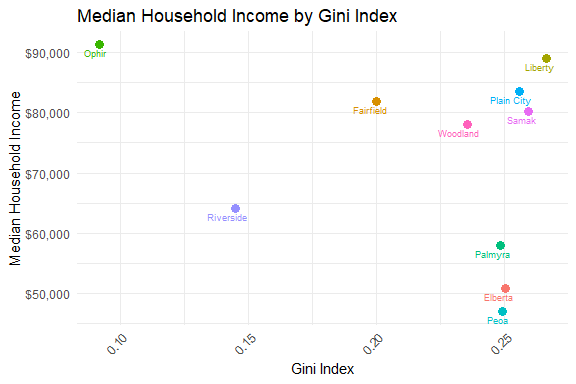 Median Household Income by Gini Index
Median Household Income
$90,000
$80,000
$70,000
$60,000
$50,000
Ophir
Liberty
Plain City
Fairfield
Samak
Woodland
Riverside
Palmyra
Elberta
Peoa
0.10
0.15
0.20
0.25
Gini Index